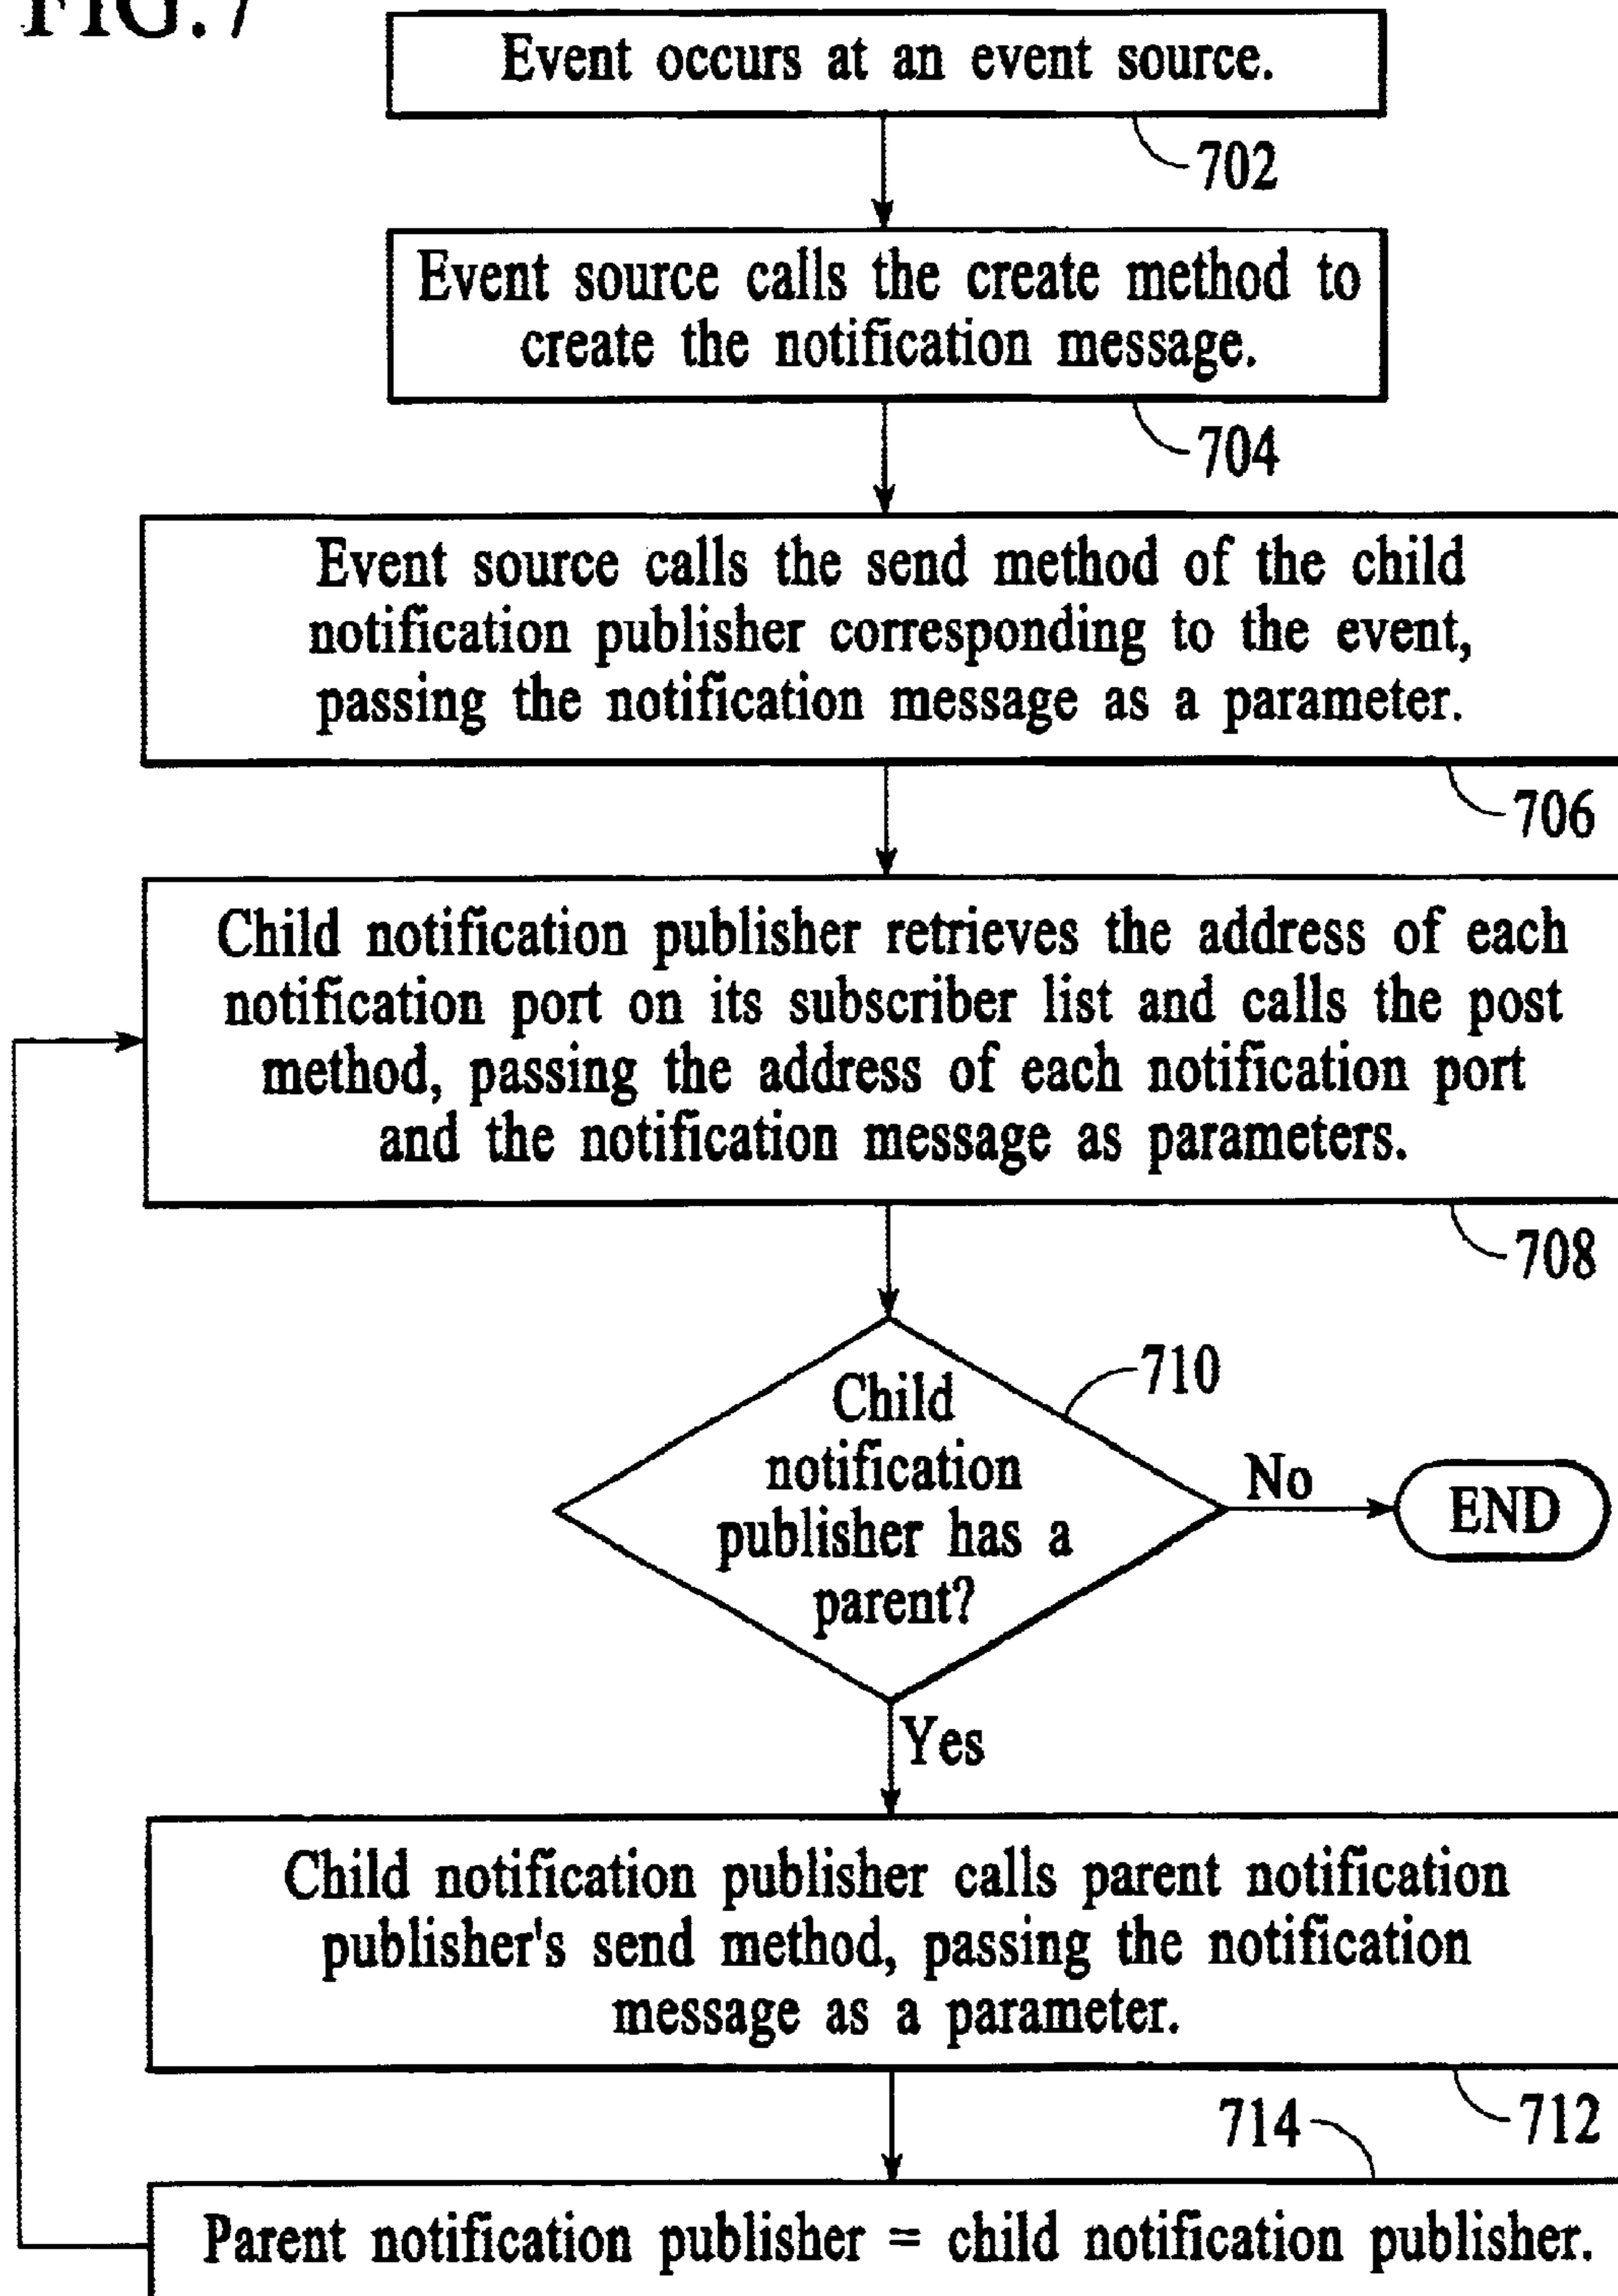 FIG. 7
Event occurs at an event source.
702
Event source calls the create method to
create the notification message.
704
Event source calls the send method of the child
notification publisher corresponding to the event,
passing the notification message as a parameter.
706
Child notification publisher retrieves the address of each
notification port on its subscriber list and calls the post
method, passing the address of each notification port
and the notification message as parameters.
708
710
Child
notification
publisher has a
parent?
No
END
Yes
Child notification publisher calls parent notification
publisher's send method, passing the notification
message as a parameter.
712
714
Parent notification publisher = child notification publisher.